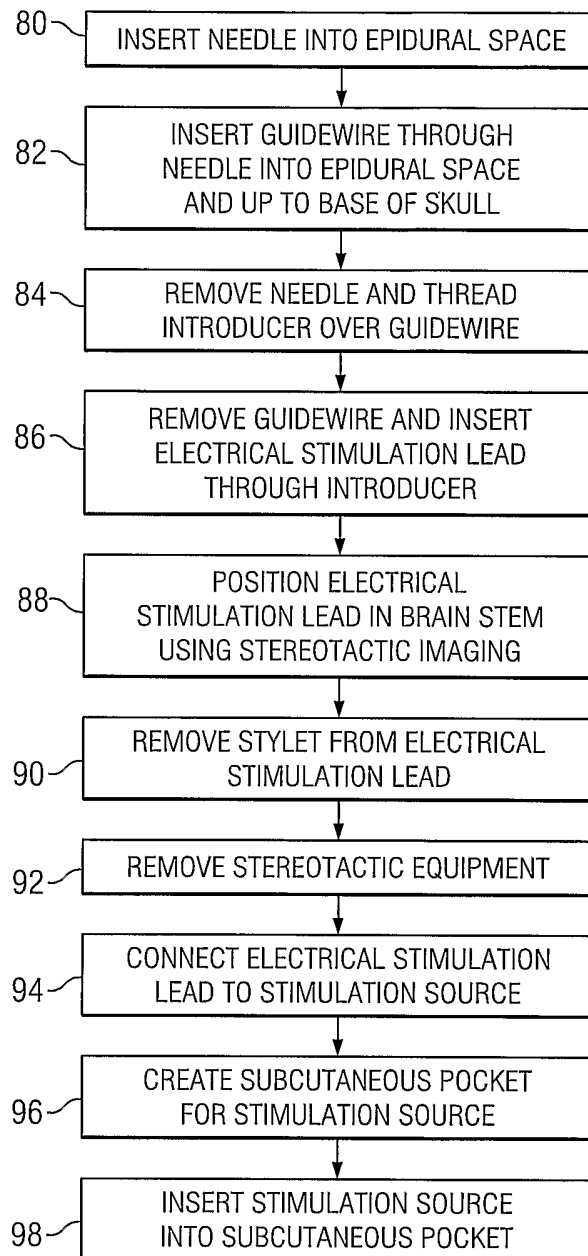 80
INSERT NEEDLE INTO EPIDURAL SPACE
82
INSERT GUIDEWIRE THROUGH
NEEDLE INTO EPIDURAL SPACE
AND UP TO BASE OF SKULL
84
REMOVE NEEDLE AND THREAD
INTRODUCER OVER GUIDEWIRE
86
REMOVE GUIDEWIRE AND INSERT
ELECTRICAL STIMULATION LEAD
THROUGH INTRODUCER
88
POSITION ELECTRICAL
STIMULATION LEAD IN BRAIN STEM
USING STEREOTACTIC IMAGING
90
REMOVE STYLET FROM ELECTRICAL
STIMULATION LEAD
92
REMOVE STEREOTACTIC EQUIPMENT
94
CONNECT ELECTRICAL STIMULATION
LEAD TO STIMULATION SOURCE
96
CREATE SUBCUTANEOUS POCKET
FOR STIMULATION SOURCE
98
INSERT STIMULATION SOURCE
INTO SUBCUTANEOUS POCKET